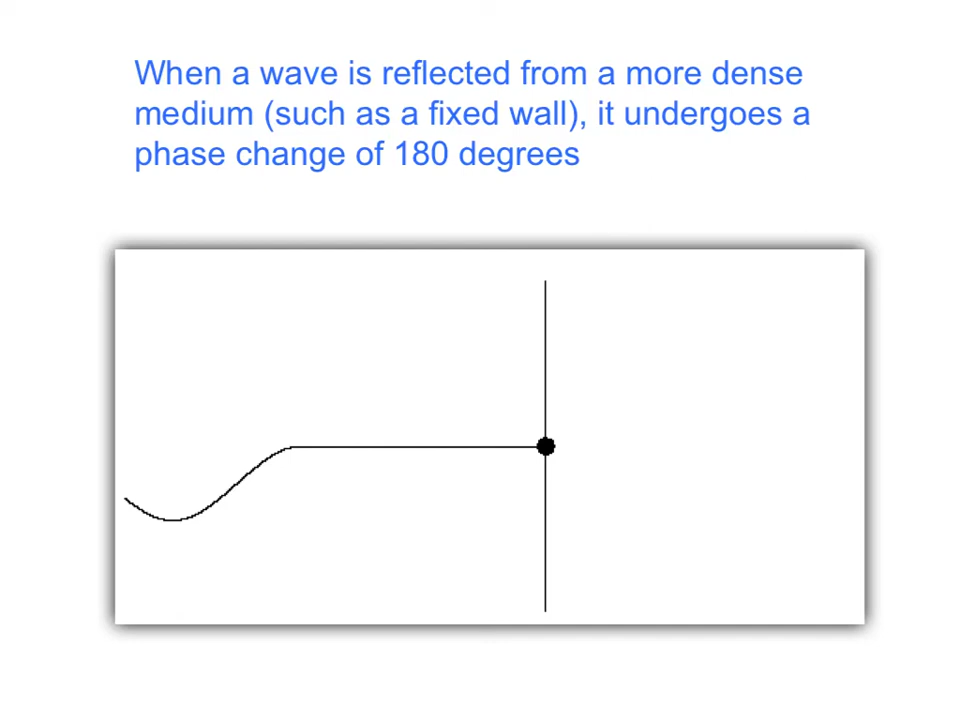 When a wave is reflected from a more dense
medium (such as a fixed wall), it undergoes a
phase change of 180 degrees